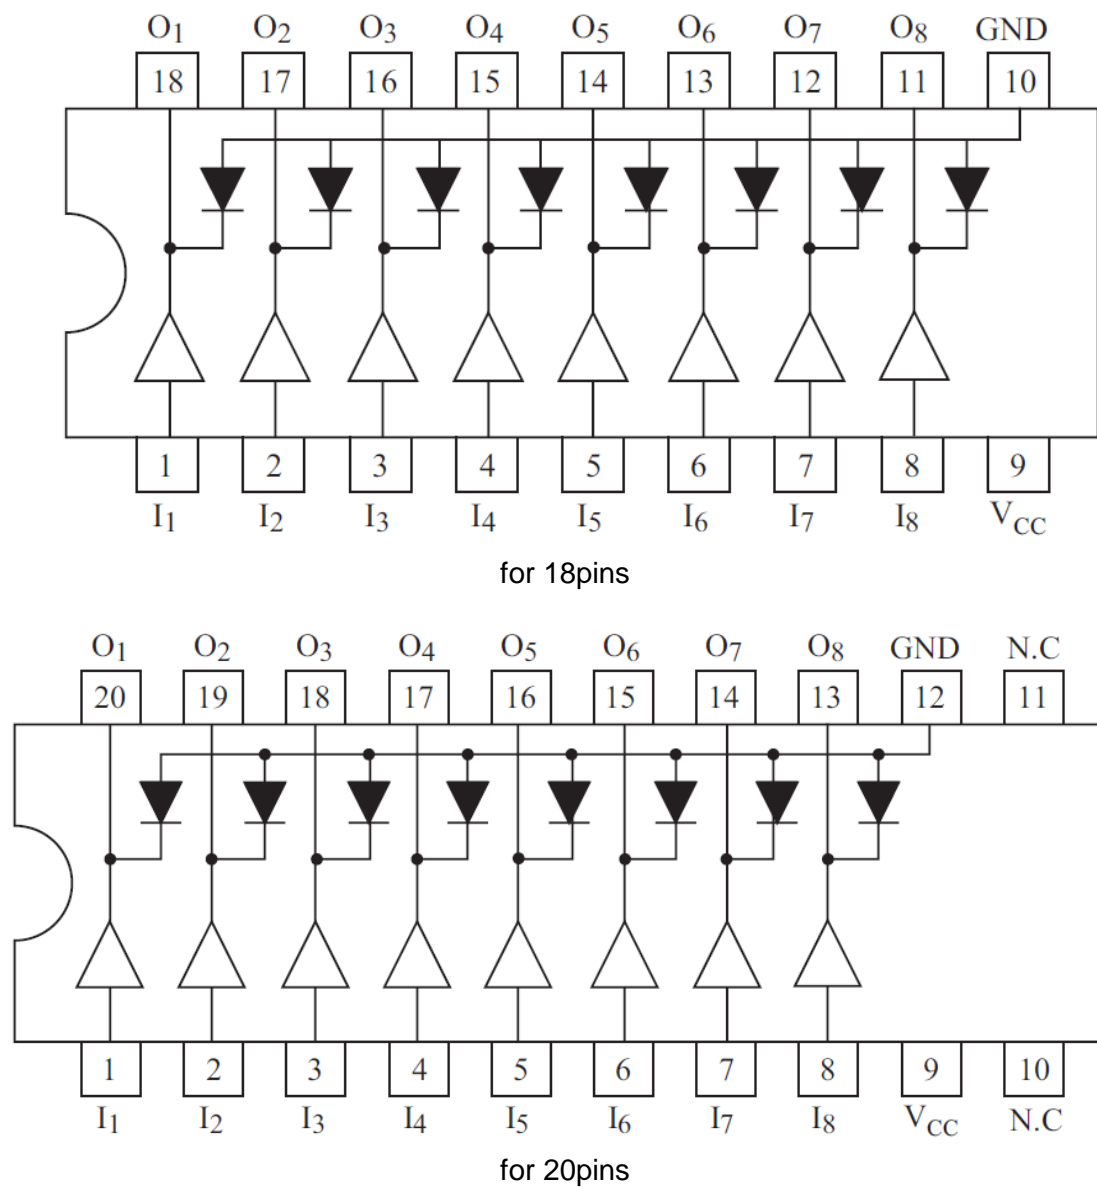 O1 O2 O3 O4 O5 O6 O7 O8 GND
18 17 16 15 14 13 12 11 10
1 2 3 4 5 6 7 8 9
I1 I2 I3 I4 I5 I6 I7 I8 VCC
for 18pins
O1 O2 O3 O4 O5 O6 O7 O8 GND N.C
20 19 18 17 16 15 14 13 12 11
1 2 3 4 5 6 7 8 9 10
I1 I2 I3 I4 I5 I6 I7 I8 VCC N.C
for 20pins